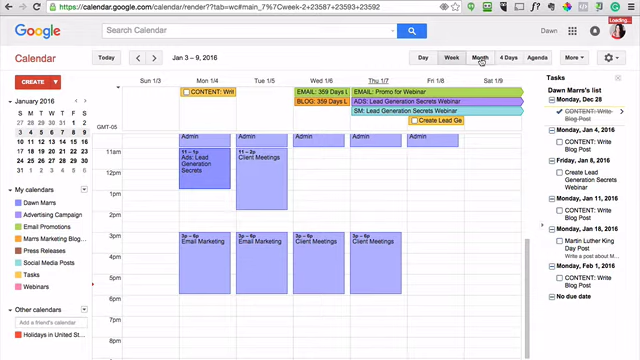 https://calendar.google.com/calendar/render??tab=wc#main_7%7Cweek-2+23587+23593+23592
Loading...
Google
Search Calendar
Dawn
Calendar
Today
Jan 3 – 9, 2016
Day
Week
Month
4 Days
Agenda
More
CREATE
January 2016
S M T W T F S
27 28 29 30 31 1 2
3 4 5 6 7 8 9
10 11 12 13 14 15 16
17 18 19 20 21 22 23
24 25 26 27 28 29 30
31 1 2 3 4 5 6
My calendars
Dawn Marrs
Advertising Campaign
Email Promotions
Marrs Marketing Blog...
Press Releases
Social Media Posts
Tasks
Webinars
Other calendars
Add a friend's calendar
Holidays in United St...
Sun 1/3
Mon 1/4
Tue 1/5
Wed 1/6
Thu 1/7
Fri 1/8
Sat 1/9
GMT-05
CONTENT: Writ
EMAIL: 359 Days L
EMAIL: Promo for Webinar
BLOG: 359 Days L
ADS: Lead Generation Secrets Webinar
SM: Lead Generation Secrets Webinar
Create Lead Ge
Admin
Admin
Admin
Admin
Admin
11am
12pm
1pm
2pm
3pm
4pm
5pm
6pm
7pm
11 – 1p
Ads: Lead
Generation
Secrets
11 – 2p
Client Meetings
3p – 6p
Email Marketing
3p – 6p
Email Marketing
3p – 6p
Client Meetings
3p – 6p
Client Meetings
Tasks
Dawn Marrs's list
Monday, Dec 28
CONTENT: Write
Blog Post
Monday, Jan 4, 2016
CONTENT: Write
Blog Post
Friday, Jan 8, 2016
Create Lead
Generation Secrets
Webinar
Monday, Jan 11, 2016
CONTENT: Write
Blog Post
Monday, Jan 18, 2016
Martin Luther King
Day Post
Write a post about M...
Monday, Feb 1, 2016
CONTENT: Write
Blog Post
No due date